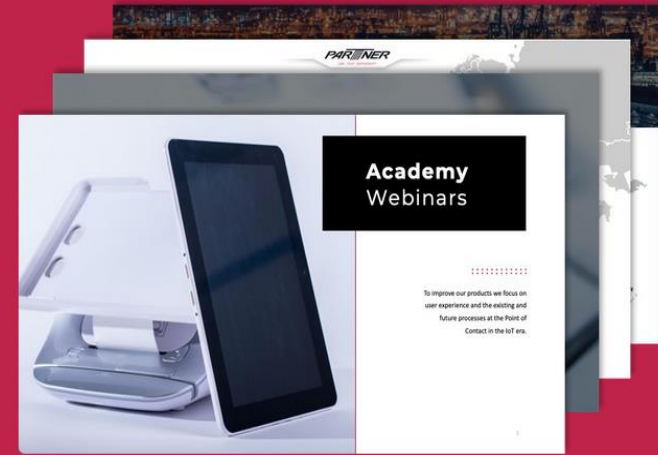 PARTNER
Academy
Webinars
To improve our products we focus on
user experience and the existing and
future processes at the Point of
Contact in the IoT era.